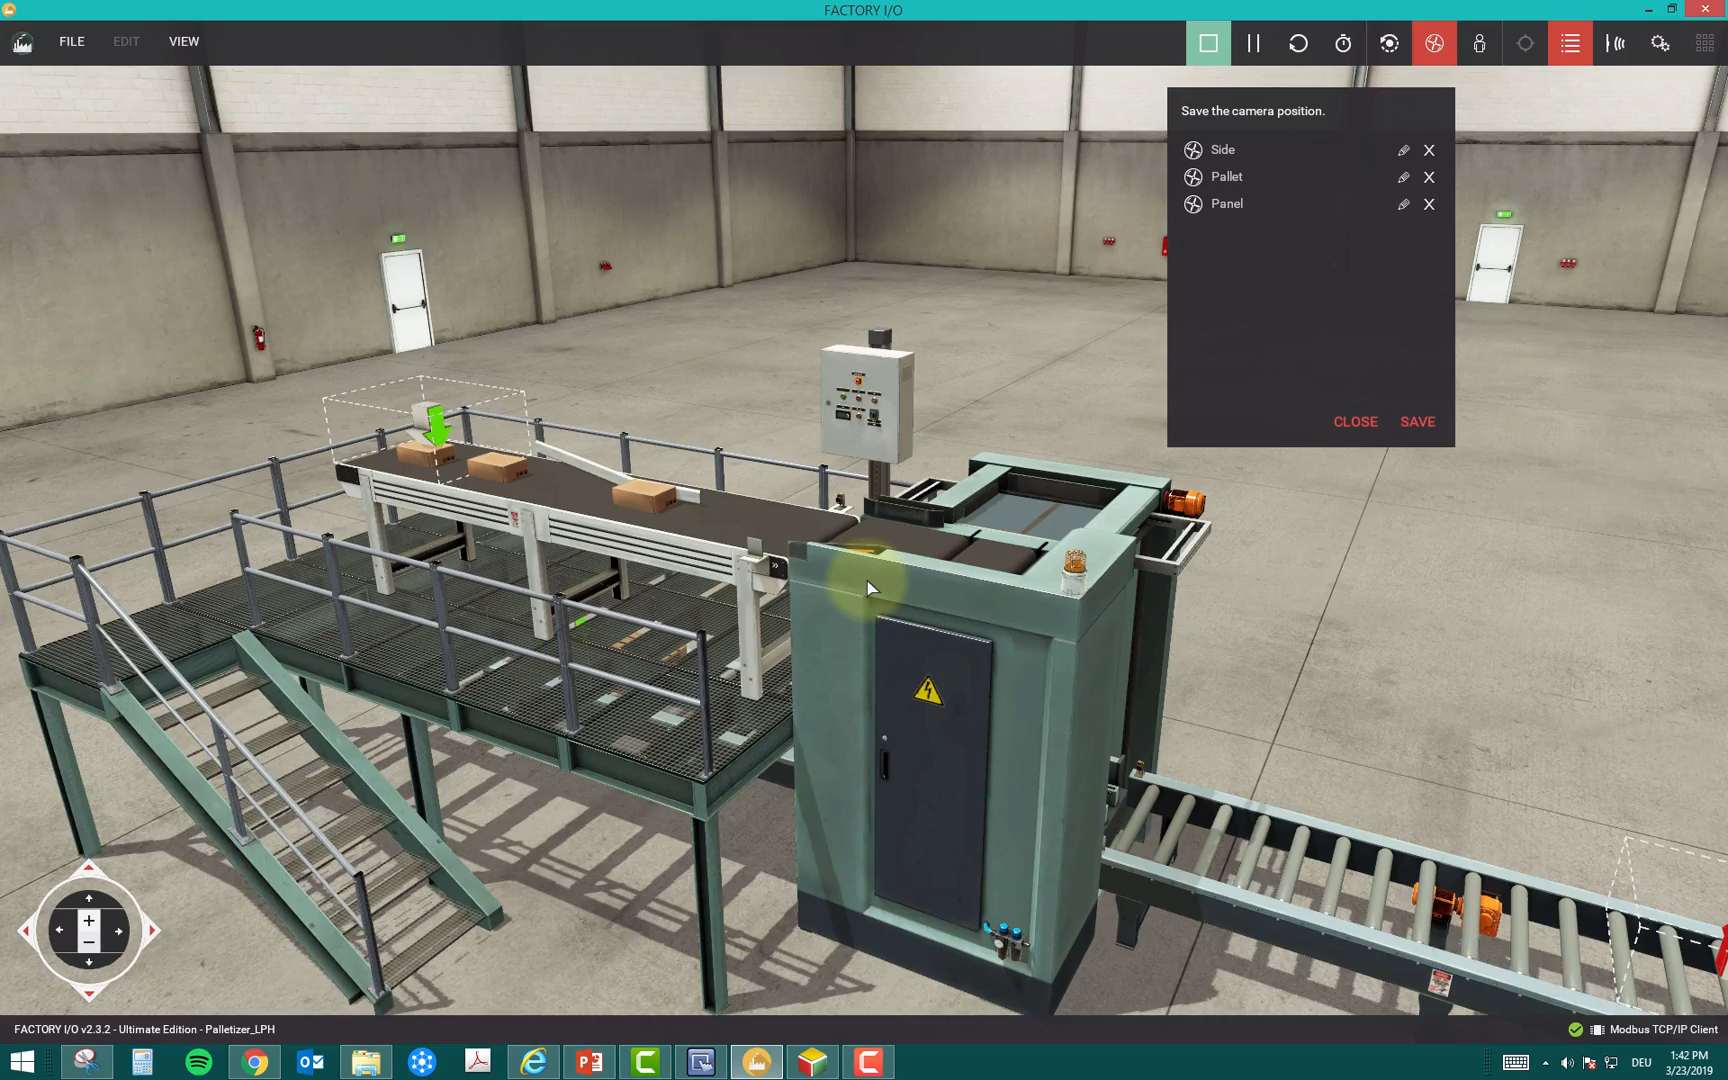 FACTORY I/O
FILE EDIT VIEW
Save the camera position.
Side
Pallet
Panel
CLOSE SAVE
FACTORY I/O v2.3.2 - Ultimate Edition - Palletizer_LPH
Modbus TCP/IP Client
DEU
1:42 PM
3/23/2019